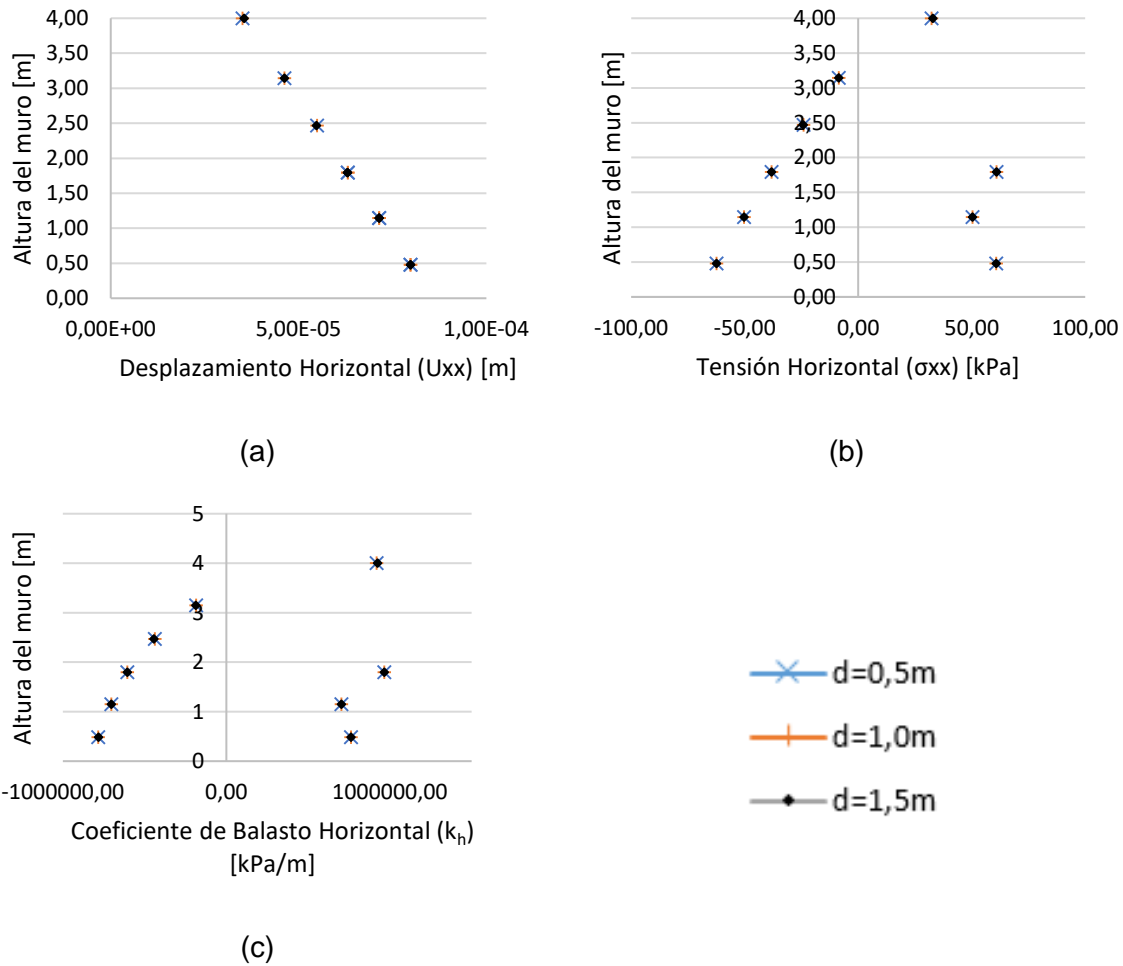 4,00
3,50
3,00
2,50
2,00
1,50
1,00
0,50
0,00
Altura del muro [m]
0,00E+00 5,00E-05 1,00E-04
Desplazamiento Horizontal (Uxx) [m]
(a)
4,00
3,50
3,00
2,50
2,00
1,50
1,00
0,50
0,00
Altura del muro [m]
-100,00 -50,00 0,00 50,00 100,00
Tensión Horizontal (σxx) [kPa]
(b)
5
4
3
2
1
0
Altura del muro [m]
-1000000,00 0,00 1000000,00
Coeficiente de Balasto Horizontal (kₕ)
[kPa/m]
(c)
d=0,5m
d=1,0m
d=1,5m